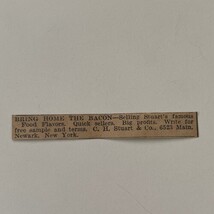 BRING HOME THE BACON—Selling Stuart's famous
Food Flavors. Quick sellers. Big profits. Write for
free sample and terms. C. H. Stuart & Co., 4523 Main,
Newark, New York.